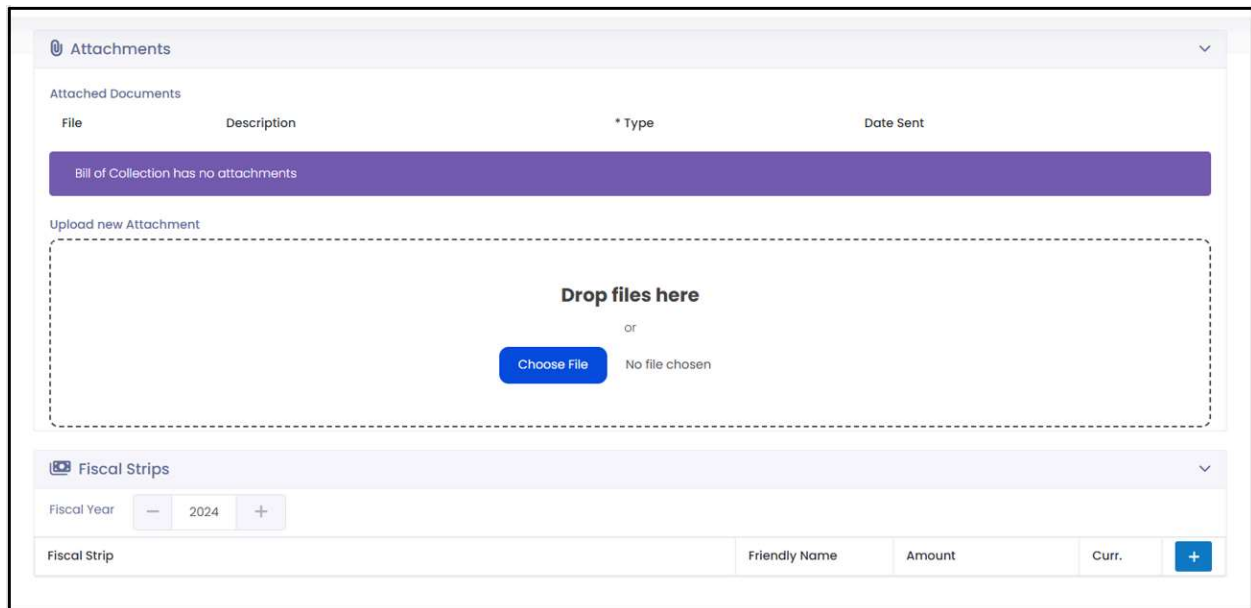 Attachments
Attached Documents
File Description * Type Date Sent
Bill of Collection has no attachments
Upload new Attachment
Drop files here
or
Choose File No file chosen
Fiscal Strips
Fiscal Year − 2024 +
Fiscal Strip Friendly Name Amount Curr. +